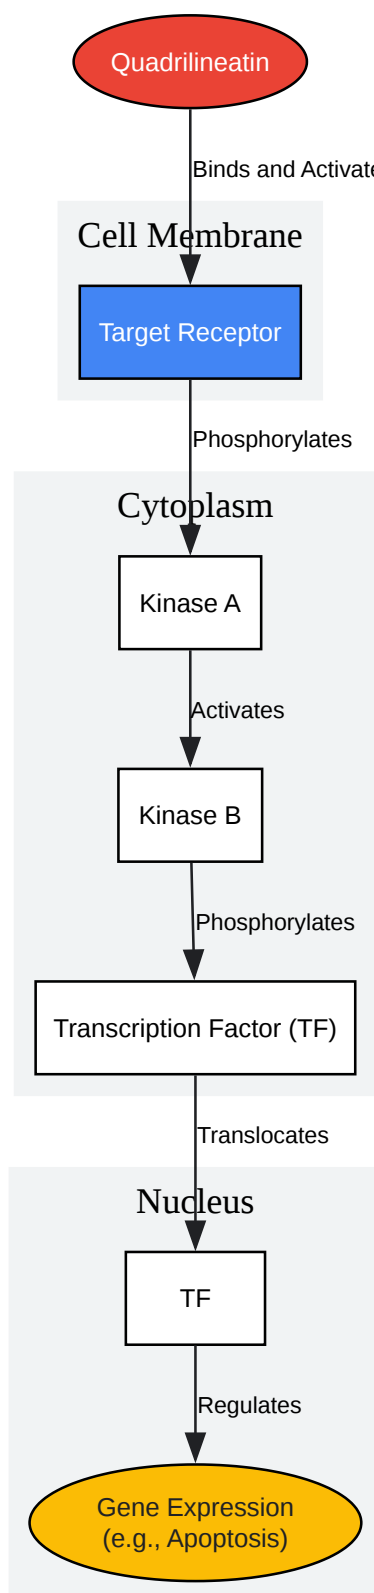 Quadrilineatin
Binds and Activate
Cell Membrane
Target Receptor
Phosphorylates
Cytoplasm
Kinase A
Activates
Kinase B
Phosphorylates
Transcription Factor (TF)
Translocates
Nucleus
TF
Regulates
Gene Expression
(e.g., Apoptosis)